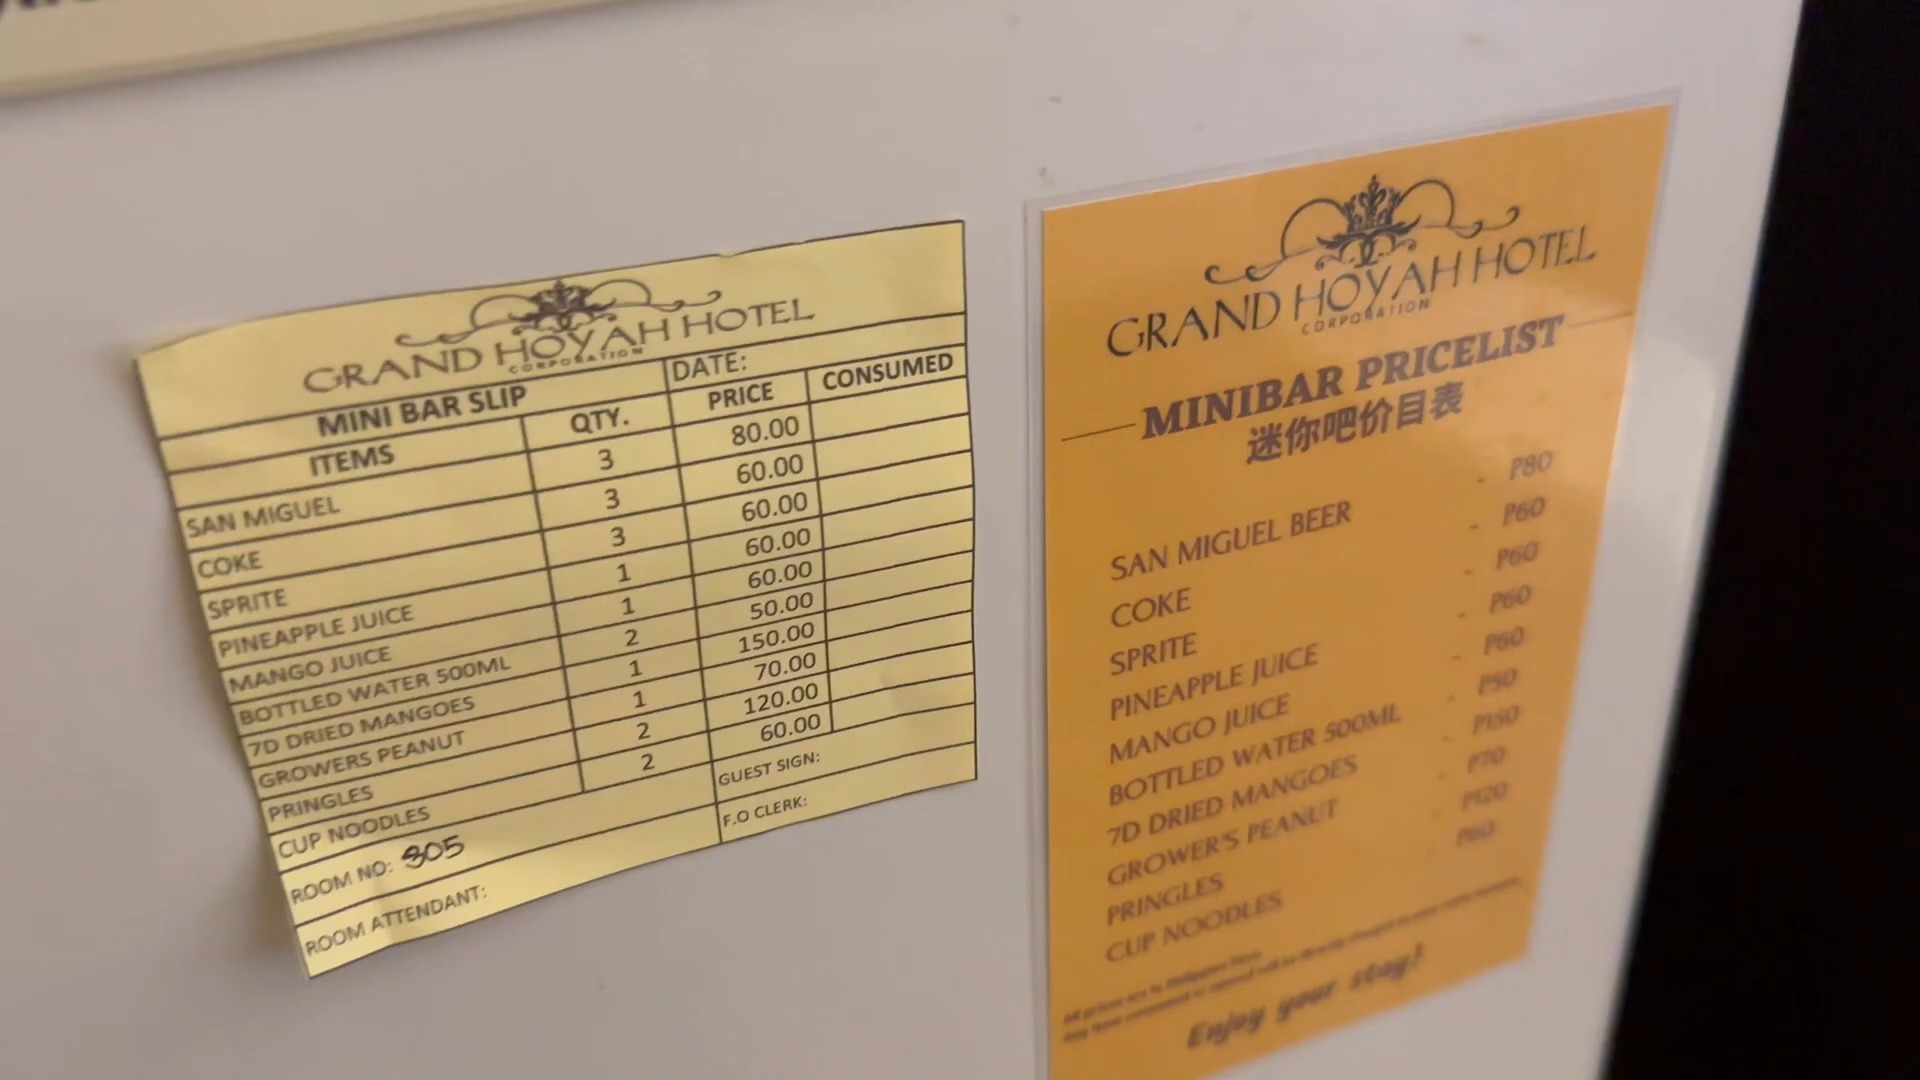 GRAND HOYAH HOTEL
CORPORATION
MINI BAR SLIP DATE:
ITEMS QTY. PRICE CONSUMED
SAN MIGUEL 3 80.00
COKE 3 60.00
SPRITE 3 60.00
PINEAPPLE JUICE 1 60.00
MANGO JUICE 1 60.00
BOTTLED WATER 500ML 2 50.00
7D DRIED MANGOES 1 150.00
GROWERS PEANUT 1 70.00
PRINGLES 2 120.00
CUP NOODLES 2 60.00
ROOM NO: 305 GUEST SIGN:
ROOM ATTENDANT: F.O CLERK:
GRAND HOYAH HOTEL
CORPORATION
MINIBAR PRICELIST
迷你吧价目表
SAN MIGUEL BEER - P80
COKE - P60
SPRITE - P60
PINEAPPLE JUICE - P60
MANGO JUICE - P60
BOTTLED WATER 500ML - P50
7D DRIED MANGOES - P150
GROWER'S PEANUT - P70
PRINGLES - P120
CUP NOODLES - P60
All prices are in Philippine Peso.
Enjoy your stay!